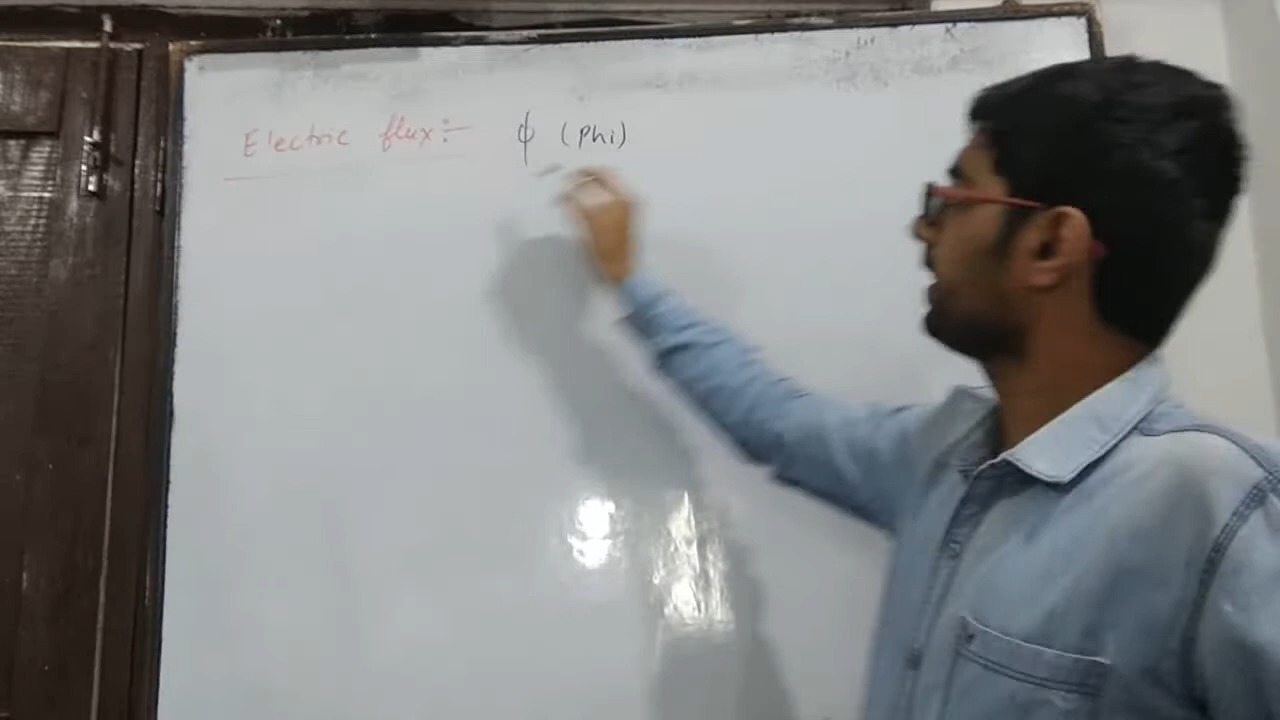 Electric flux:- ϕ (Phi)